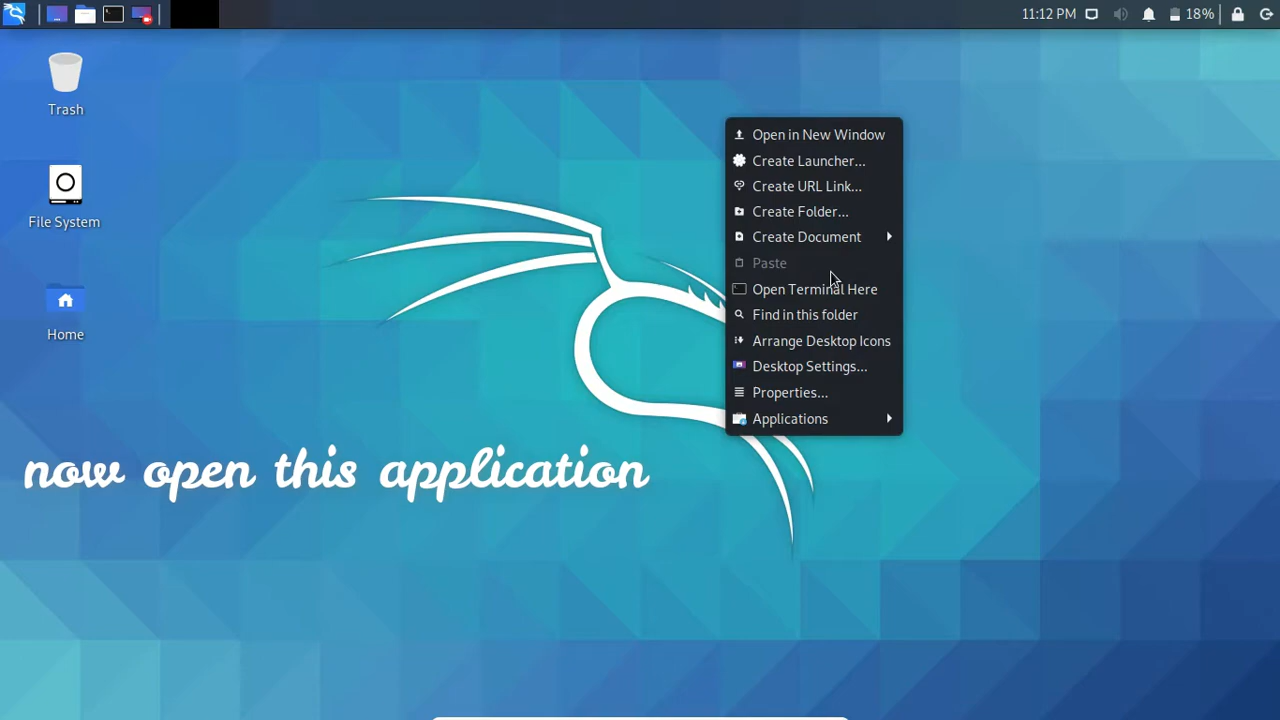 11:12 PM 18%
Trash
File System
Home
Open in New Window
Create Launcher...
Create URL Link...
Create Folder...
Create Document
Paste
Open Terminal Here
Find in this folder
Arrange Desktop Icons
Desktop Settings...
Properties...
Applications
now open this application